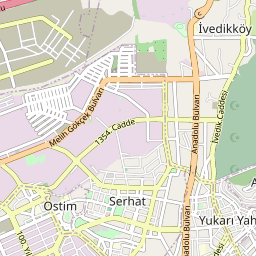 İvedikköy
Melih Gökçek Bulvarı
1354. Cadde
Anadolu Bulvarı
İvedik Caddesi
Ostim
Serhat
Yukarı Yah
100. Yıl